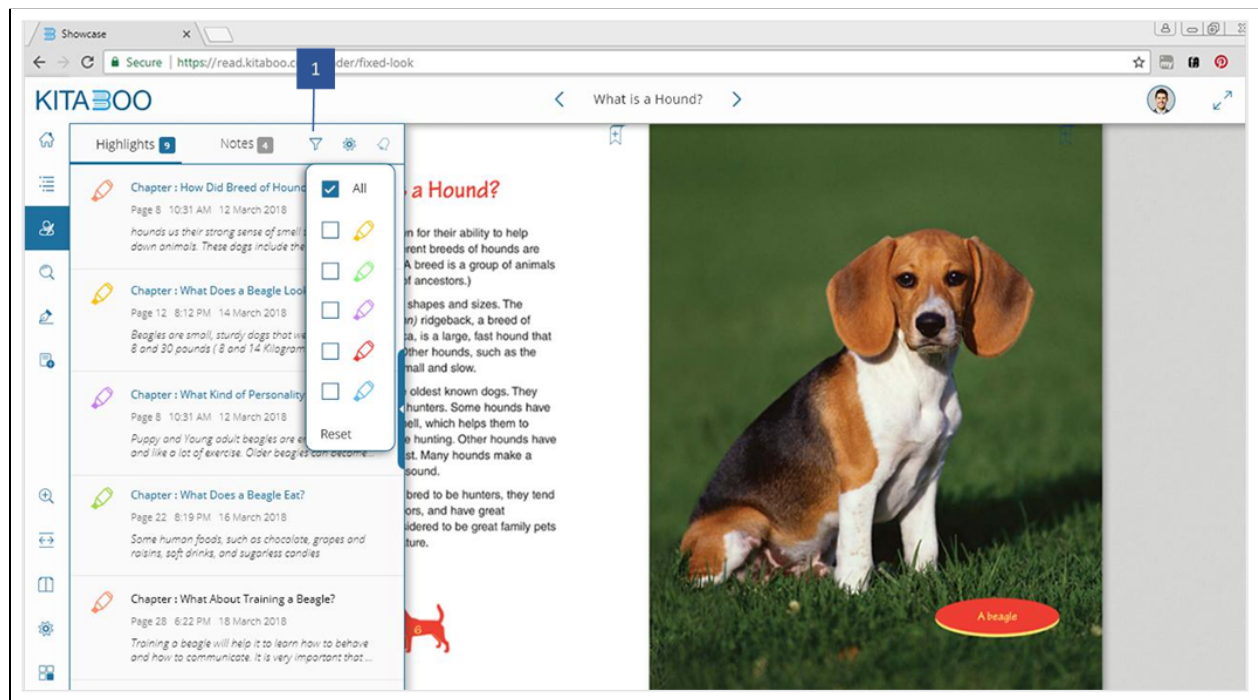 Showcase
Secure | https://read.kitaboo.c der/fixed-look
1
KITABOO
What is a Hound?
Highlights 9 Notes 4
All
Reset
Chapter : How Did Breed of Hound
Page 8 10:31 AM 12 March 2018
hounds us their strong sense of smell
down animals. These dogs include the
Chapter : What Does a Beagle Loo
Page 12 8:12 PM 14 March 2018
Beagles are small, sturdy dogs that we
8 and 30 pounds ( 8 and 14 Kilogram
Chapter : What Kind of Personality
Page 8 10:31 AM 12 March 2018
Puppy and Young adult beagles are e
and like a lot of exercise. Older beagles can become...
Chapter : What Does a Beagle Eat?
Page 22 8:19 PM 16 March 2018
Some human foods, such as chocolate, grapes and
raisins, soft drinks, and sugarless candies
Chapter : What About Training a Beagle?
Page 28 6:22 PM 18 March 2018
Training a beagle will help it to learn how to behave
and how to communicate. It is very important that ...
a Hound?
n for their ability to help
rent breeds of hounds are
A breed is a group of animals
of ancestors.)
shapes and sizes. The
n) ridgeback, a breed of
ca, is a large, fast hound that
Other hounds, such as the
mall and slow.
oldest known dogs. They
hunters. Some hounds have
ell, which helps them to
e hunting. Other hounds have
st. Many hounds make a
sound.
bred to be hunters, they tend
ors, and have great
sidered to be great family pets
ture.
6
A beagle